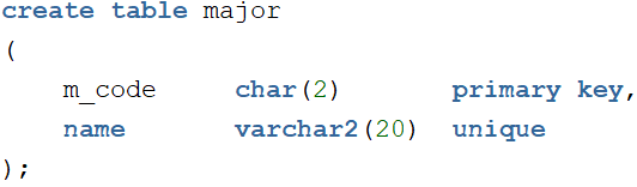 create table major
(
    m_code     char(2)       primary key,
    name       varchar2(20)  unique
);